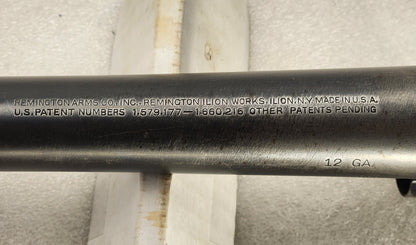 REMINGTON ARMS CO. INC. REMINGTON ILION WORKS, ILION, N.Y. MADE IN U.S.A.
U.S. PATENT NUMBERS 1,579,177—1,660,216 OTHER PATENTS PENDING
12 GA.